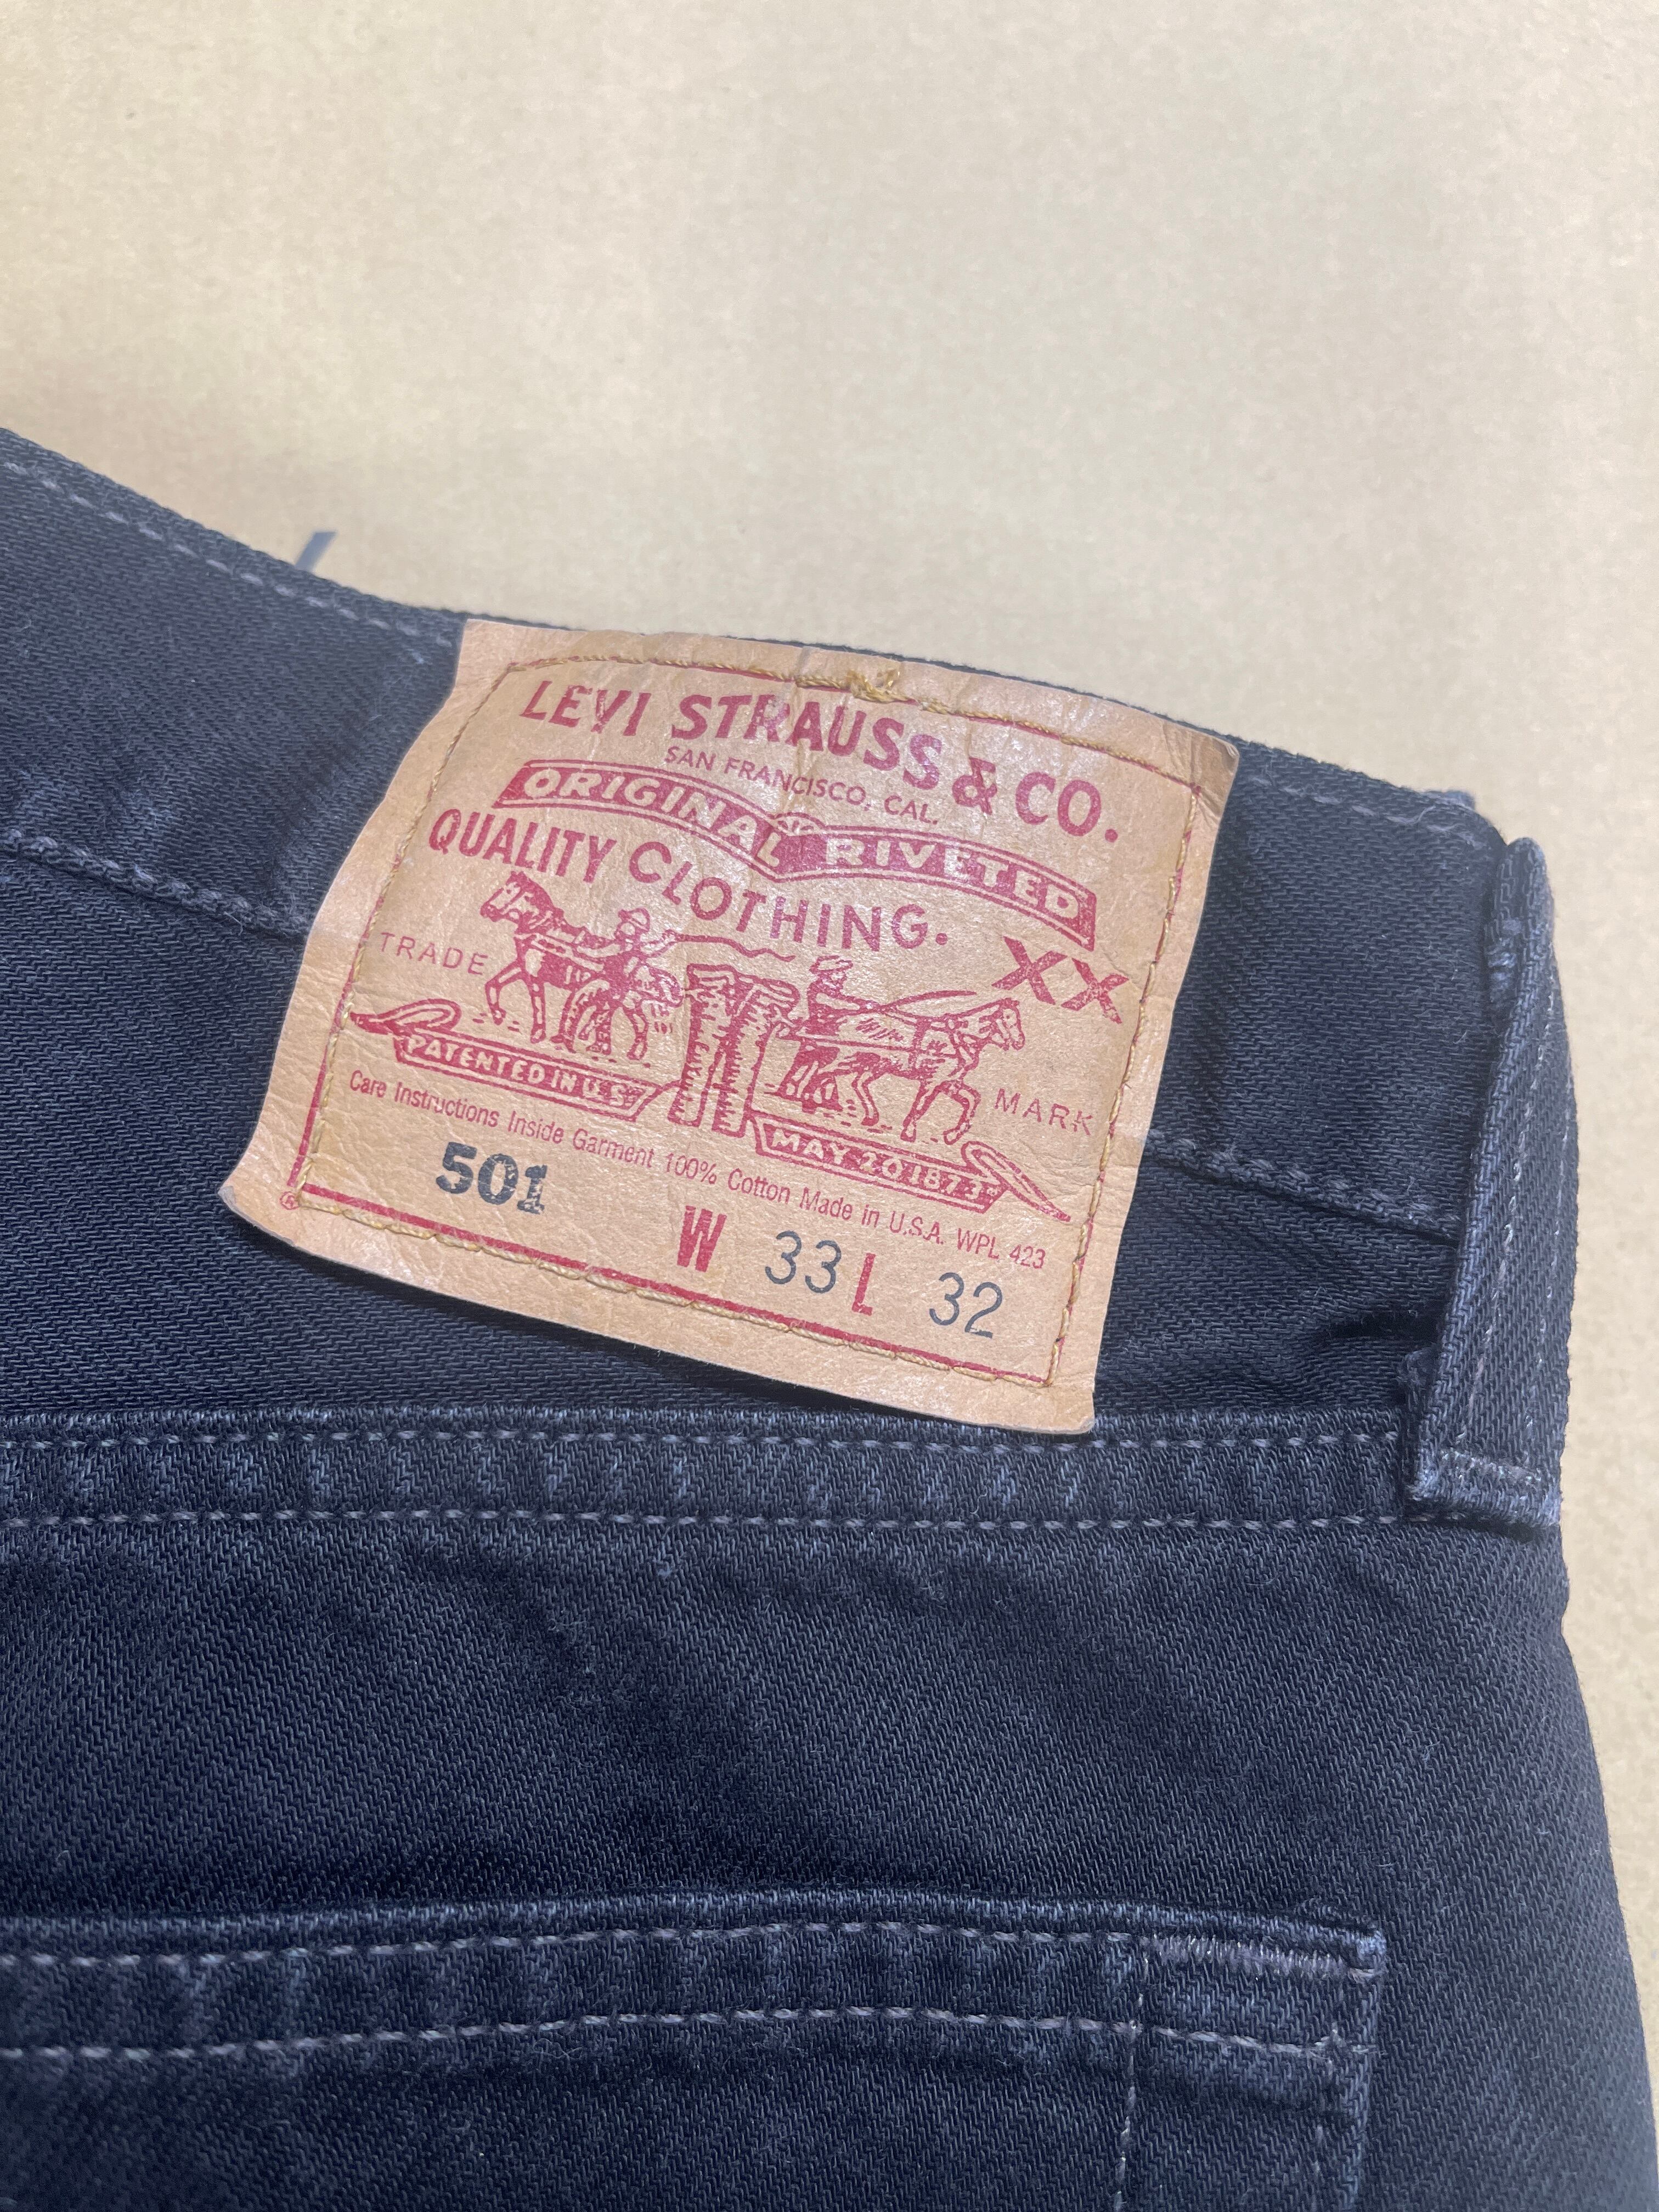 LEVI STRAUSS & CO.
SAN FRANCISCO, CAL.
ORIGINAL RIVETED
QUALITY CLOTHING.
TRADE XX
MARK
PATENTED IN U.S.
MAY 20 1873
Care Instructions Inside Garment 100% Cotton Made in U.S.A. WPL 423
501
W 33 L 32
®